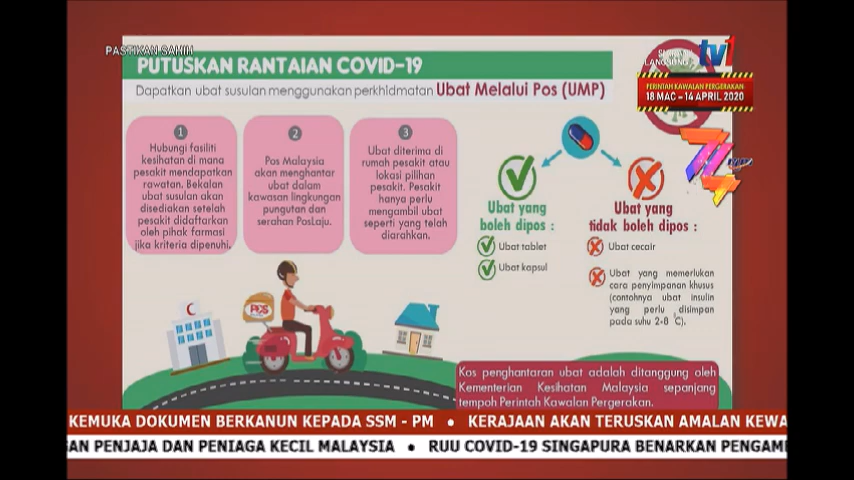 PASTIKAN SAHIH
tv1
LANGSUNG
PERINTAH KAWALAN PERGERAKAN
18 MAC – 14 APRIL 2020
PUTUSKAN RANTAIAN COVID-19
Dapatkan ubat susulan menggunakan perkhidmatan Ubat Melalui Pos (UMP)
1
Hubungi fasiliti
kesihatan di mana
pesakit mendapatkan
rawatan. Bekalan
ubat susulan akan
disediakan setelah
pesakit didaftarkan
oleh pihak farmasi
jika kriteria dipenuhi.
2
Pos Malaysia
akan menghantar
ubat dalam
kawasan lingkungan
pungutan dan
serahan PosLaju.
3
Ubat diterima di
rumah pesakit atau
lokasi pilihan
pesakit. Pesakit
hanya perlu
mengambil ubat
seperti yang telah
diarahkan.
Ubat yang
boleh dipos :
Ubat tablet
Ubat kapsul
Ubat yang
tidak boleh dipos :
Ubat cecair
Ubat yang memerlukan
cara penyimpanan khusus
(contohnya ubat insulin
yang perlu disimpan
pada suhu 2-8 °C).
POS
Kos penghantaran ubat adalah ditanggung oleh
Kementerian Kesihatan Malaysia sepanjang
tempoh Perintah Kawalan Pergerakan.
KEMUKA DOKUMEN BERKANUN KEPADA SSM - PM • KERAJAAN AKAN TERUSKAN AMALAN KEWA
GAN PENJAJA DAN PENIAGA KECIL MALAYSIA • RUU COVID-19 SINGAPURA BENARKAN PENGAM